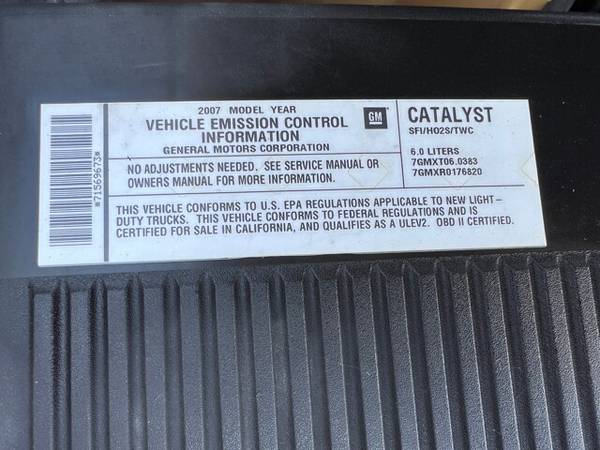 *71569673*
2007 MODEL YEAR
VEHICLE EMISSION CONTROL
INFORMATION
GENERAL MOTORS CORPORATION
GM
CATALYST
SFI/HO2S/TWC
NO ADJUSTMENTS NEEDED. SEE SERVICE MANUAL OR
OWNERS MANUAL FOR MORE INFORMATION.
6.0 LITERS
7GMXT06.0383
7GMXR0176820
THIS VEHICLE CONFORMS TO U.S. EPA REGULATIONS APPLICABLE TO NEW LIGHT-
DUTY TRUCKS. THIS VEHICLE CONFORMS TO FEDERAL REGULATIONS AND IS
CERTIFIED FOR SALE IN CALIFORNIA, AND QUALIFIES AS A ULEV2. OBD II CERTIFIED.